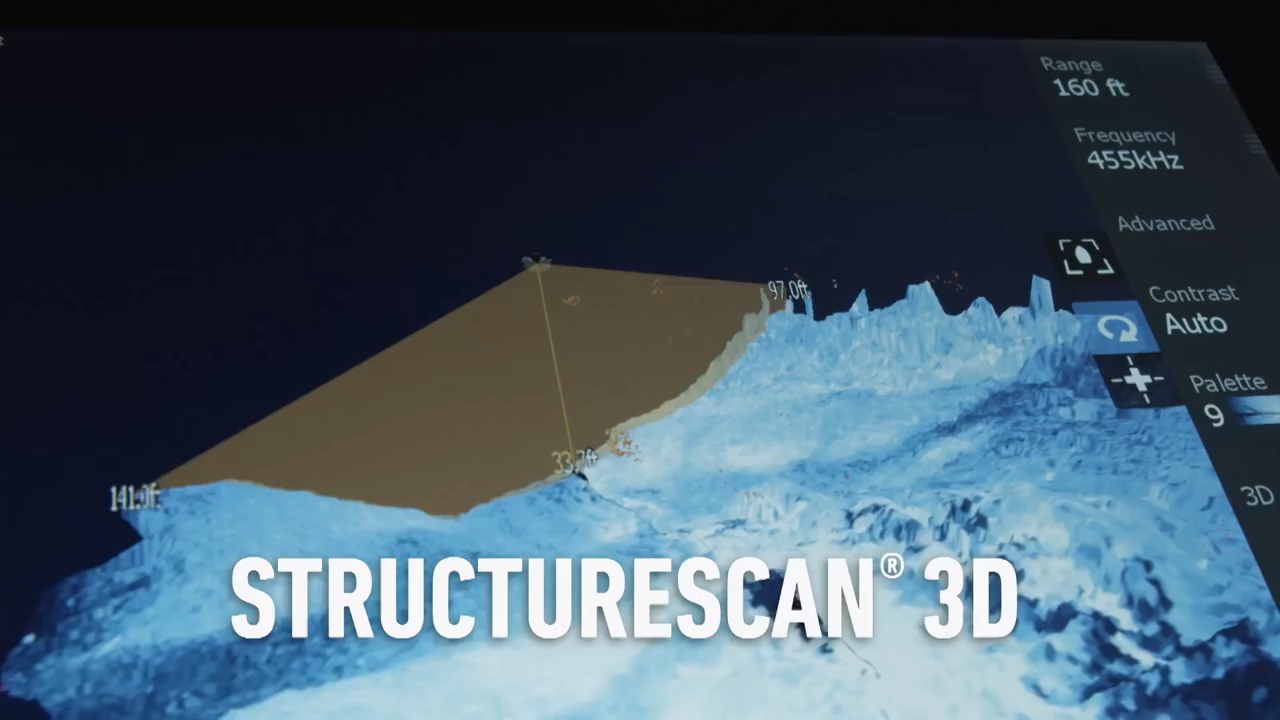 Range
160 ft
Frequency
455kHz
Advanced
97.0ft
Contrast
Auto
Palette
9
33.7ft
141.0ft
3D
STRUCTURESCAN® 3D